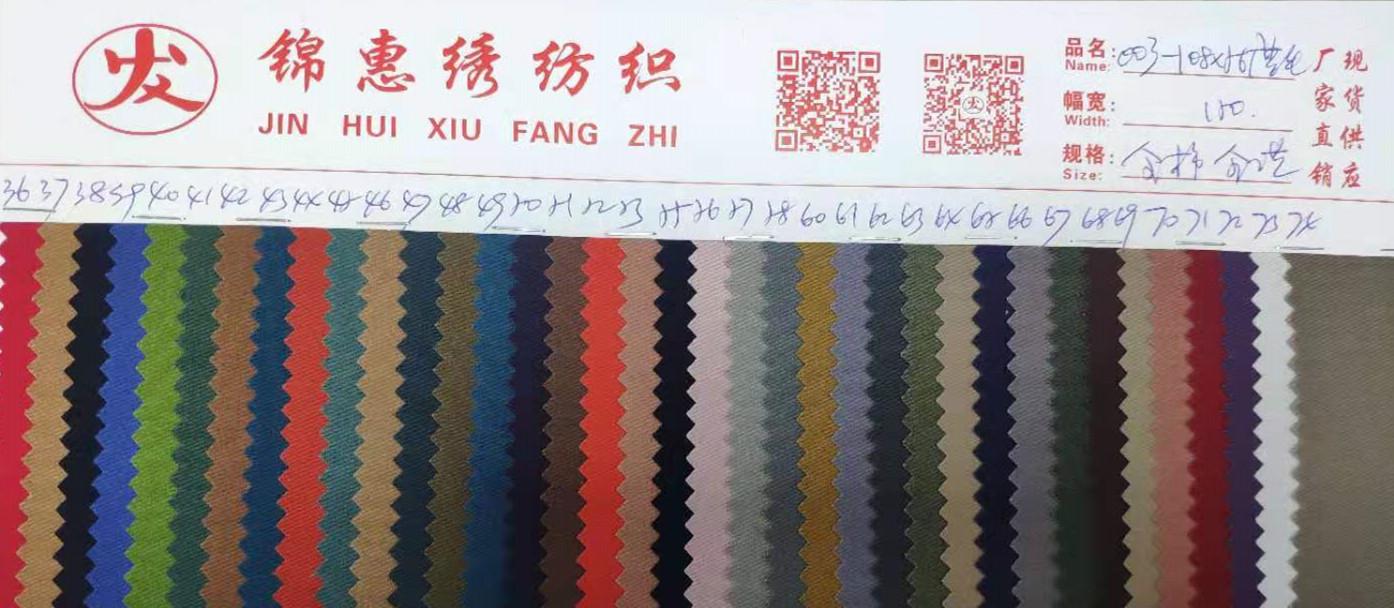 发
锦惠绣纺织
JIN HUI XIU FANG ZHI
品名:
Name: 003-108x
幅宽:
Width: 150.
规格:
Size: 全棉
厂家直销
现货供应
36 37 38 39 40 41 42 43 44 45 46 47 48 49 50 51 52 53 55 56 57 58 60 61 62 63 64 65 66 67 68 69 70 71 72 73 74